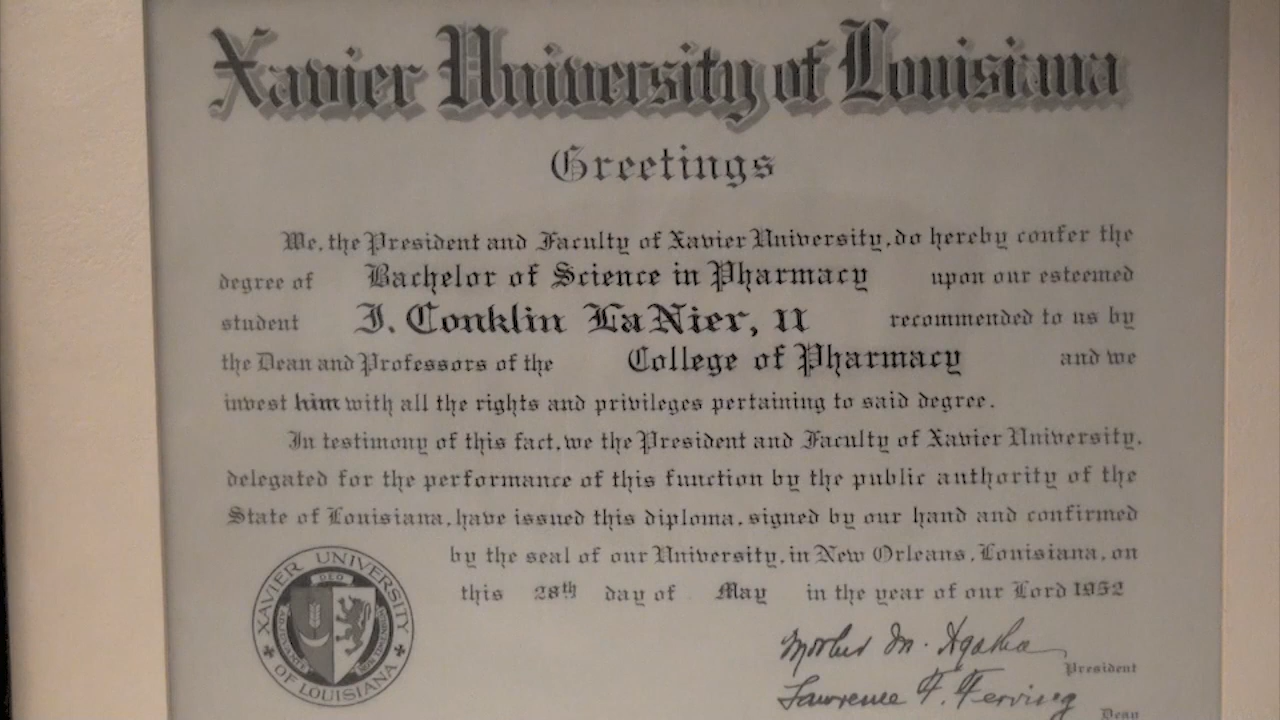 Xavier University of Louisiana
Greetings
We, the President and Faculty of Xavier University, do hereby confer the
degree of Bachelor of Science in Pharmacy upon our esteemed
student J. Conklin LaNier, II recommended to us by
the Dean and Professors of the College of Pharmacy and we
invest him with all the rights and privileges pertaining to said degree.
In testimony of this fact, we the President and Faculty of Xavier University,
delegated for the performance of this function by the public authority of the
State of Louisiana, have issued this diploma, signed by our hand and confirmed
by the seal of our University, in New Orleans, Louisiana, on
this 28th day of May in the year of our Lord 1952
XAVIER UNIVERSITY
DEO
OF LOUISIANA
President
Lawrence F.
Dean